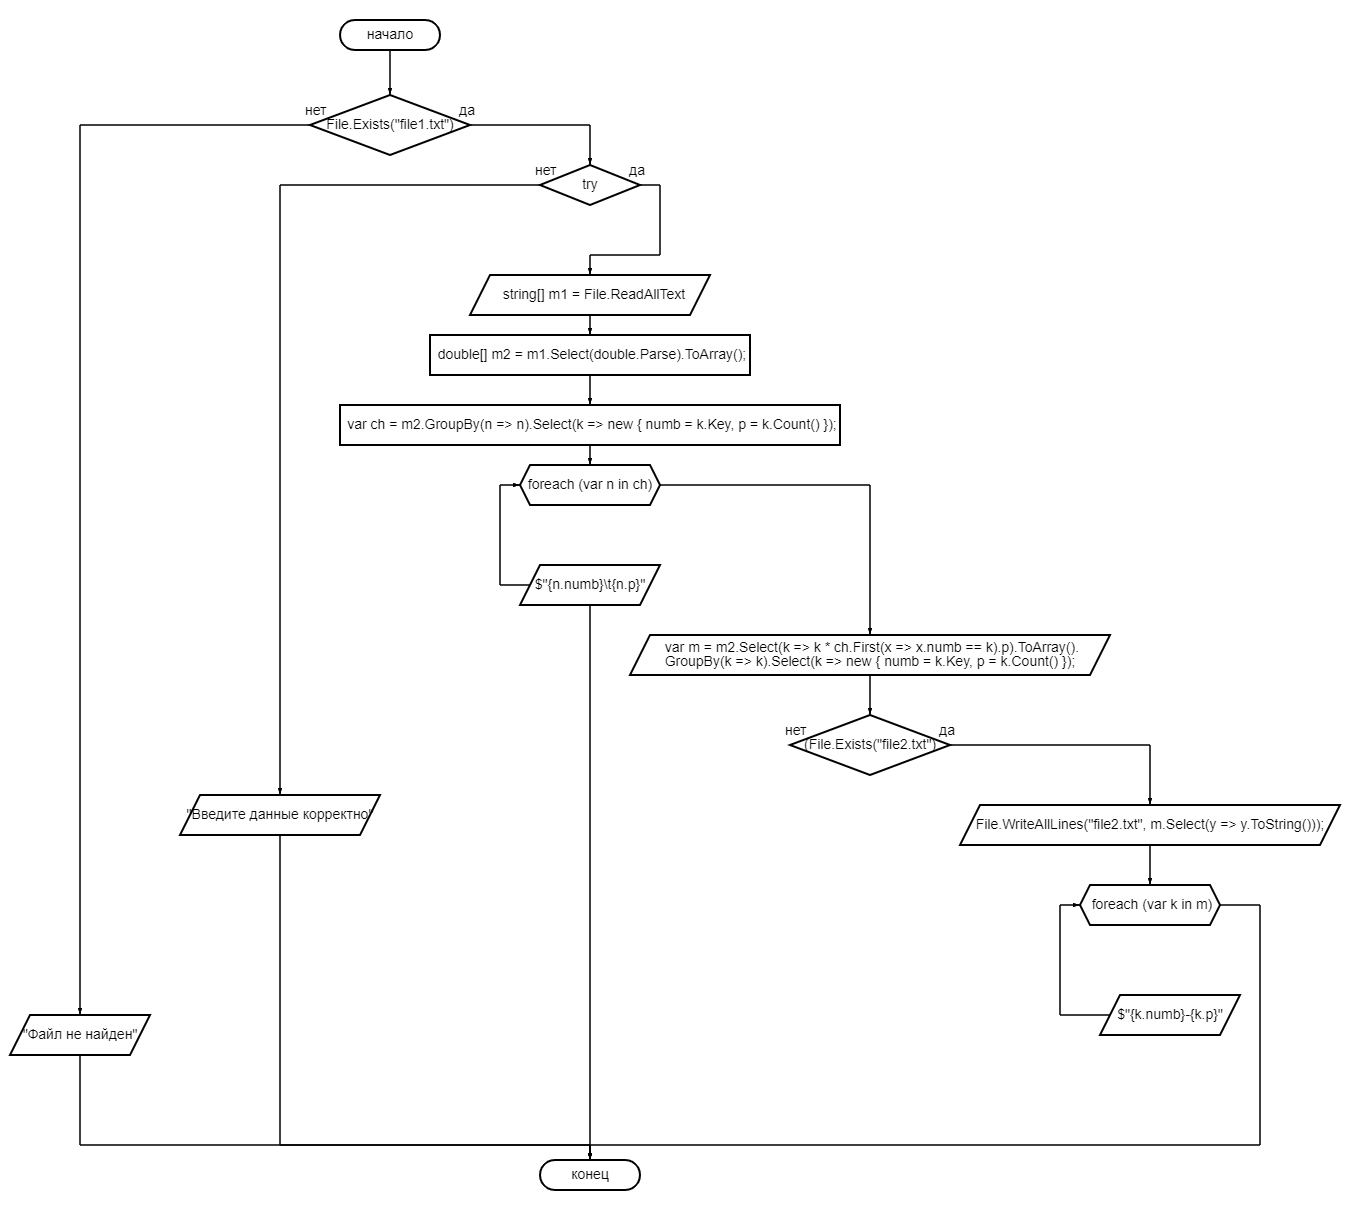 начало
нет
да
File.Exists("file1.txt")
нет
да
try
string[] m1 = File.ReadAllText
double[] m2 = m1.Select(double.Parse).ToArray();
var ch = m2.GroupBy(n => n).Select(k => new { numb = k.Key, p = k.Count() });
foreach (var n in ch)
$"{n.numb}\t{n.p}"
var m = m2.Select(k => k * ch.First(x => x.numb == k).p).ToArray().
GroupBy(k => k).Select(k => new { numb = k.Key, p = k.Count() });
нет
да
(File.Exists("file2.txt")
"Введите данные корректно"
File.WriteAllLines("file2.txt", m.Select(y => y.ToString()));
foreach (var k in m)
$"{k.numb}-{k.p}"
"Файл не найден"
конец